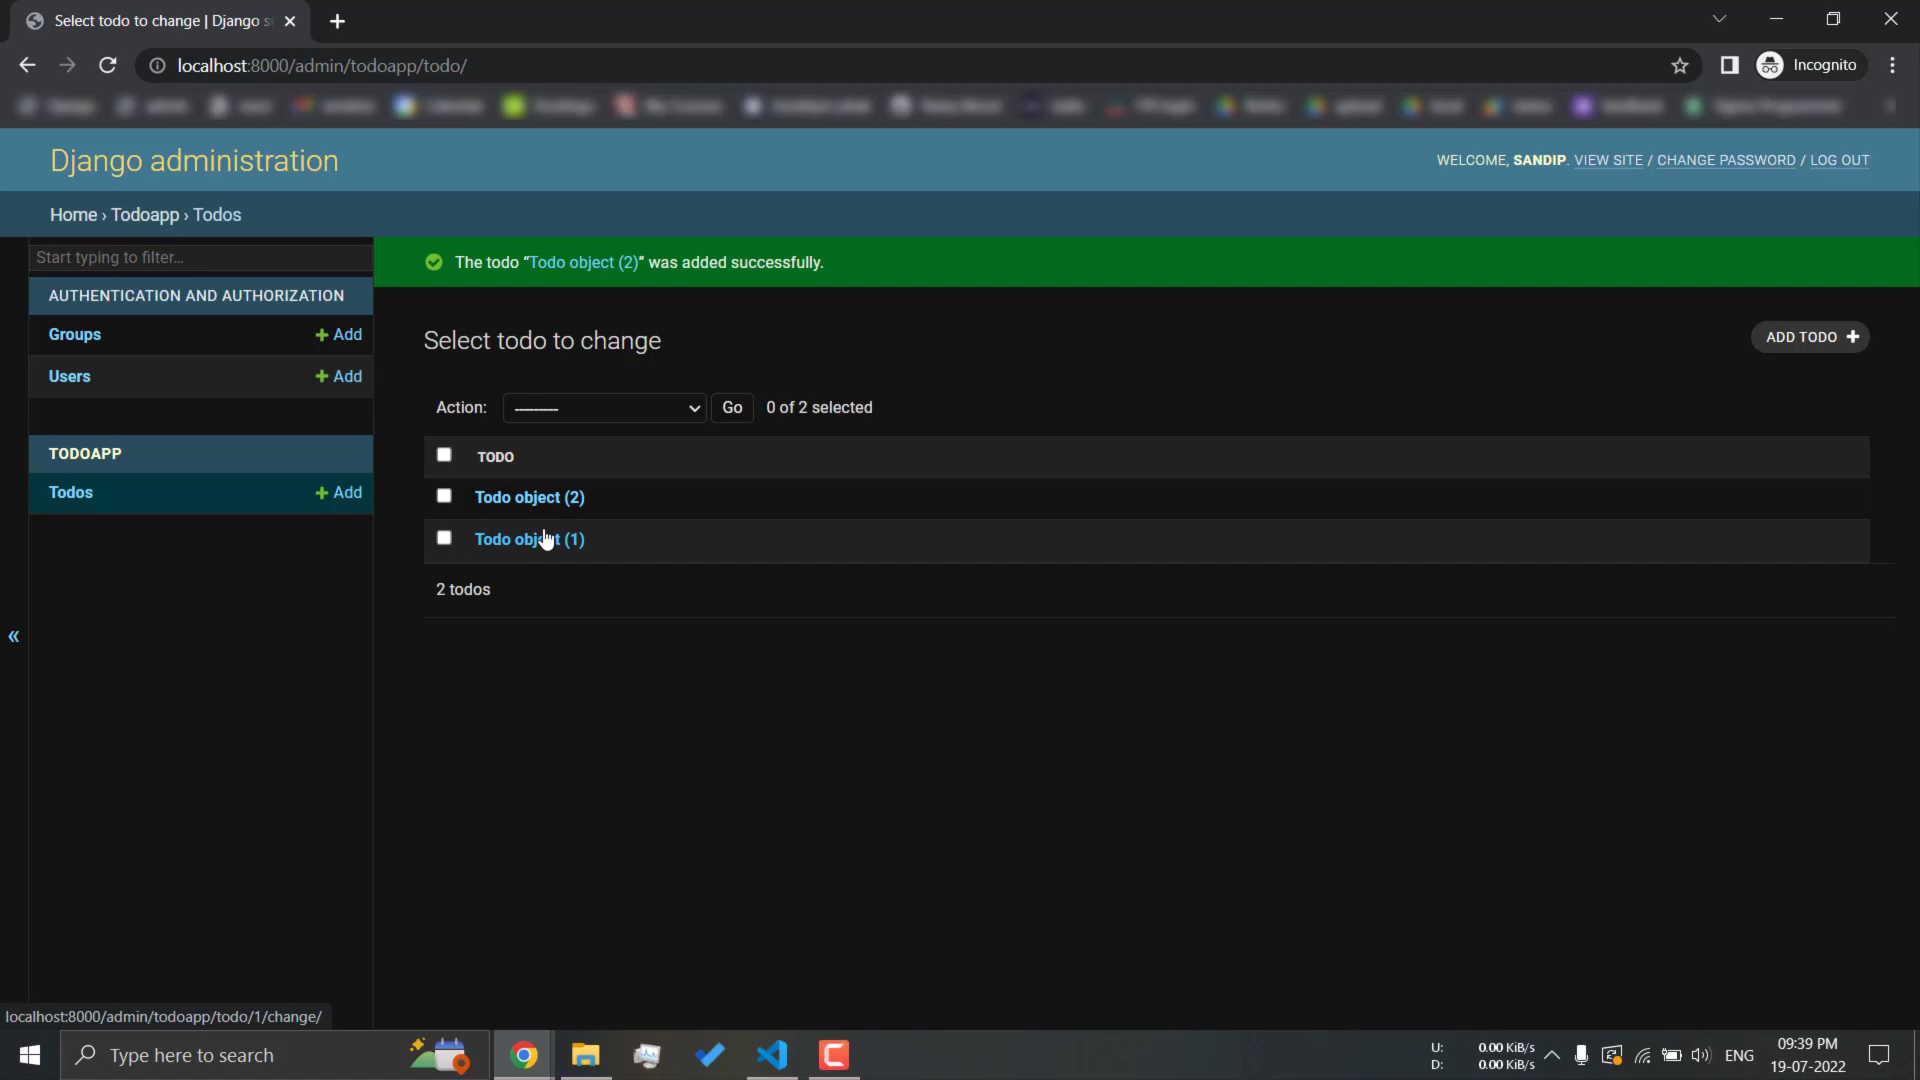 Select todo to change | Django s
localhost:8000/admin/todoapp/todo/
Incognito
Django administration
WELCOME, SANDIP. VIEW SITE / CHANGE PASSWORD / LOG OUT
Home › Todoapp › Todos
Start typing to filter...
The todo “Todo object (2)” was added successfully.
AUTHENTICATION AND AUTHORIZATION
Groups + Add
Users + Add
TODOAPP
Todos + Add
«
Select todo to change
ADD TODO +
Action: --------- Go 0 of 2 selected
TODO
Todo object (2)
Todo object (1)
2 todos
localhost:8000/admin/todoapp/todo/1/change/
Type here to search
U: 0.00 KiB/s
D: 0.00 KiB/s
ENG
09:39 PM
19-07-2022